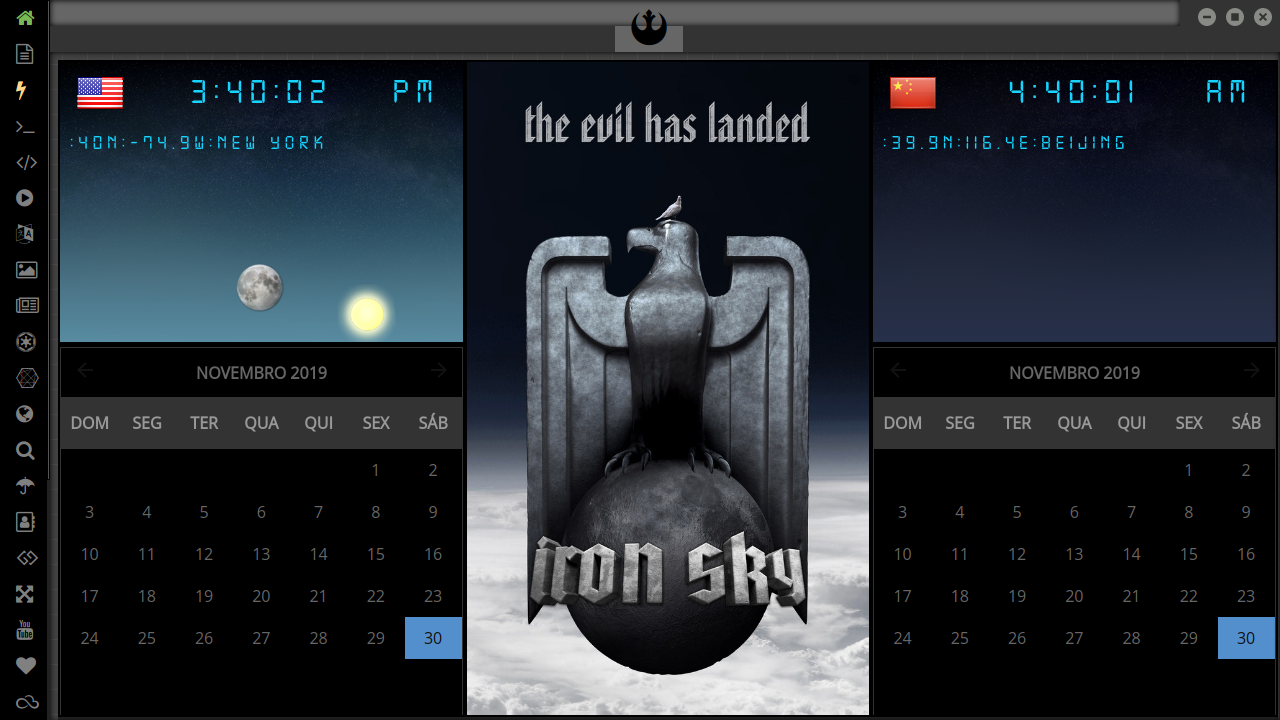 3:40:02 PM
:40N:-74.9W:NEW YORK
NOVEMBRO 2019
DOM SEG TER QUA QUI SEX SÁB
1 2
3 4 5 6 7 8 9
10 11 12 13 14 15 16
17 18 19 20 21 22 23
24 25 26 27 28 29 30
the evil has landed
iron sky
4:40:01 AM
:39.9N:116.4E:BEIJING
NOVEMBRO 2019
DOM SEG TER QUA QUI SEX SÁB
1 2
3 4 5 6 7 8 9
10 11 12 13 14 15 16
17 18 19 20 21 22 23
24 25 26 27 28 29 30
You
Tube